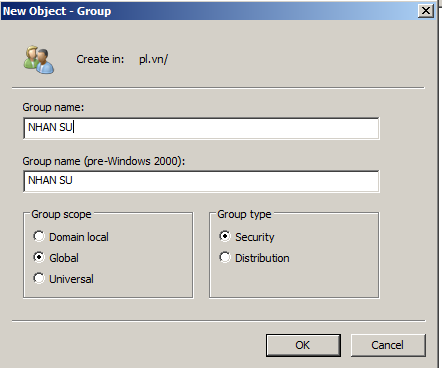 New Object - Group
Create in: pl.vn/
Group name:
NHAN SU
Group name (pre-Windows 2000):
NHAN SU
Group scope
Domain local
Global
Universal
Group type
Security
Distribution
OK
Cancel